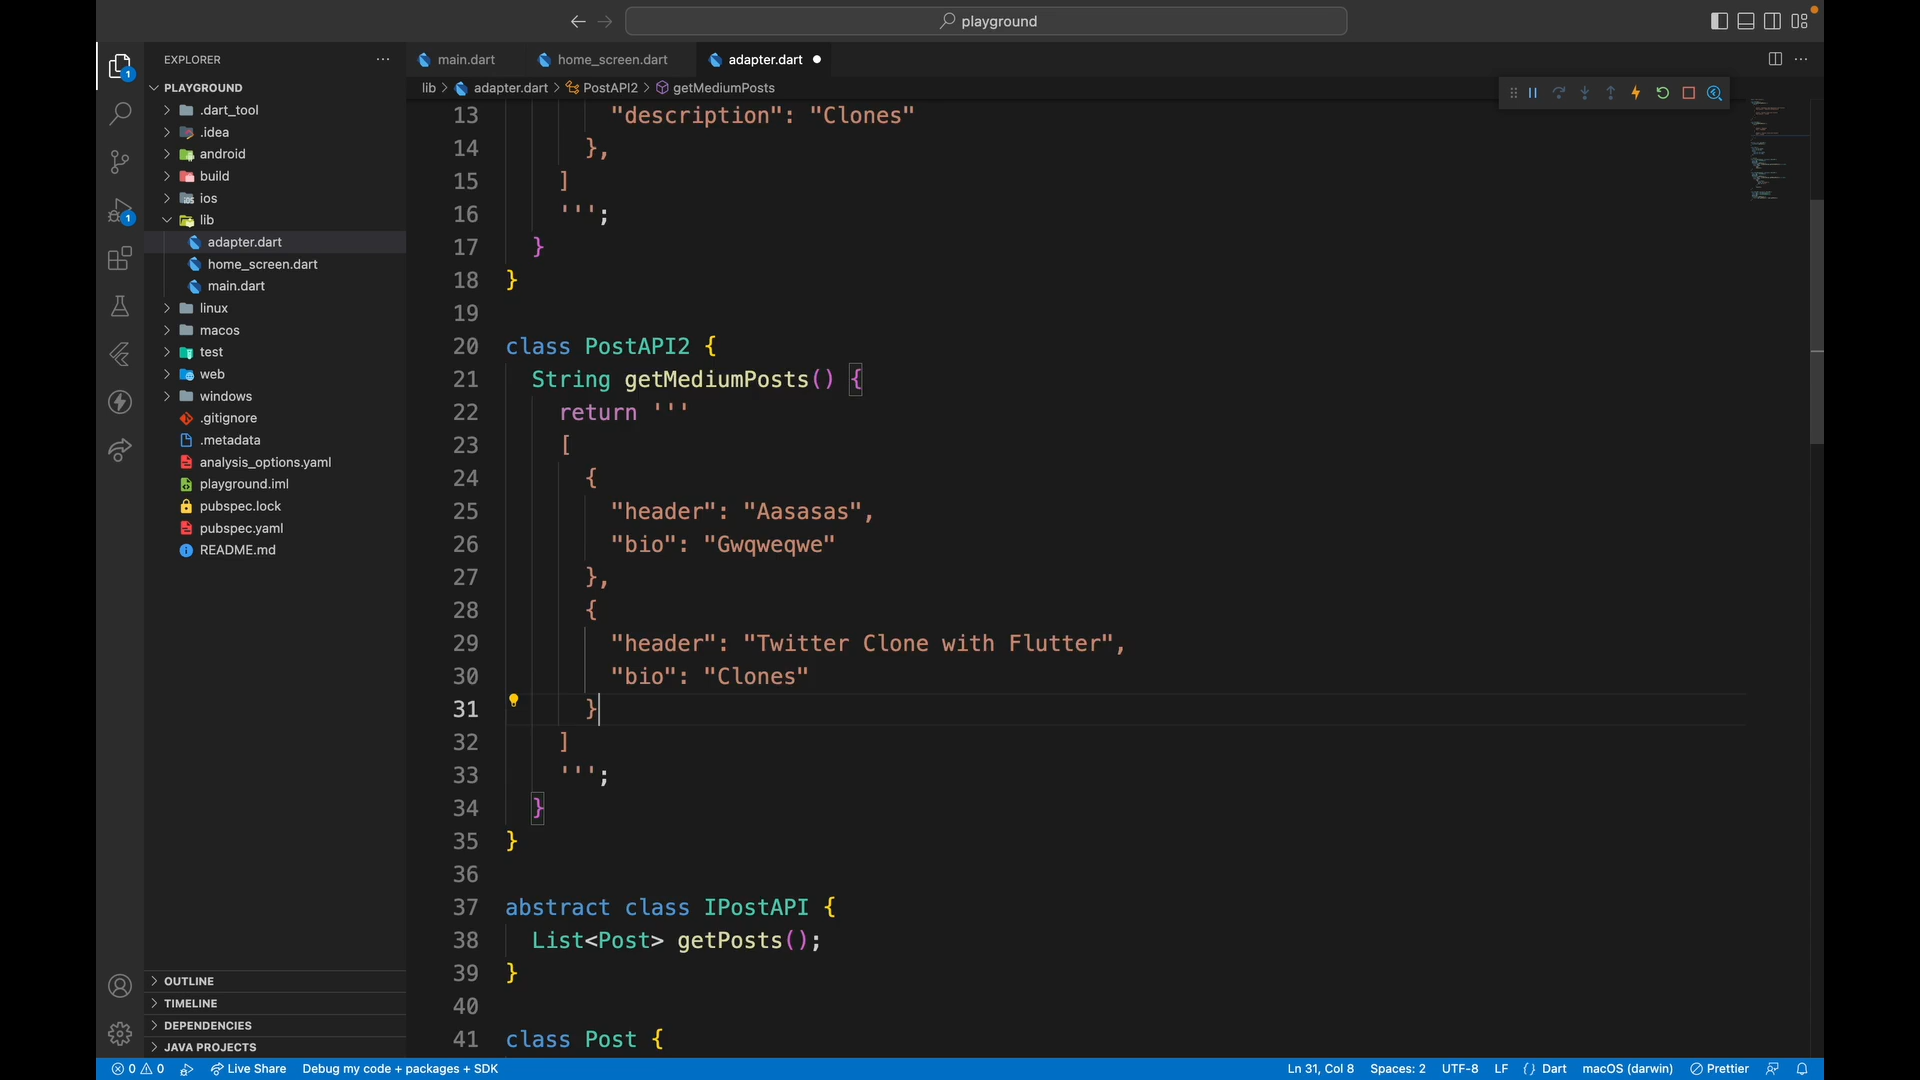 playground
EXPLORER
main.dart
home_screen.dart
adapter.dart
PLAYGROUND
lib > adapter.dart > PostAPI2 > getMediumPosts
.dart_tool
.idea
android
build
ios
lib
adapter.dart
home_screen.dart
main.dart
linux
macos
test
web
windows
.gitignore
.metadata
analysis_options.yaml
playground.iml
pubspec.lock
pubspec.yaml
README.md
OUTLINE
TIMELINE
DEPENDENCIES
JAVA PROJECTS
1
1
13 "description": "Clones"
14 },
15 ]
16 ''';
17 }
18 }
19
20 class PostAPI2 {
21 String getMediumPosts() {
22 return '''
23 [
24 {
25 "header": "Aasasas",
26 "bio": "Gwqweqwe"
27 },
28 {
29 "header": "Twitter Clone with Flutter",
30 "bio": "Clones"
31 }
32 ]
33 ''';
34 }
35 }
36
37 abstract class IPostAPI {
38 List<Post> getPosts();
39 }
40
41 class Post {
0 0 Live Share Debug my code + packages + SDK Ln 31, Col 8 Spaces: 2 UTF-8 LF {} Dart macOS (darwin) Prettier